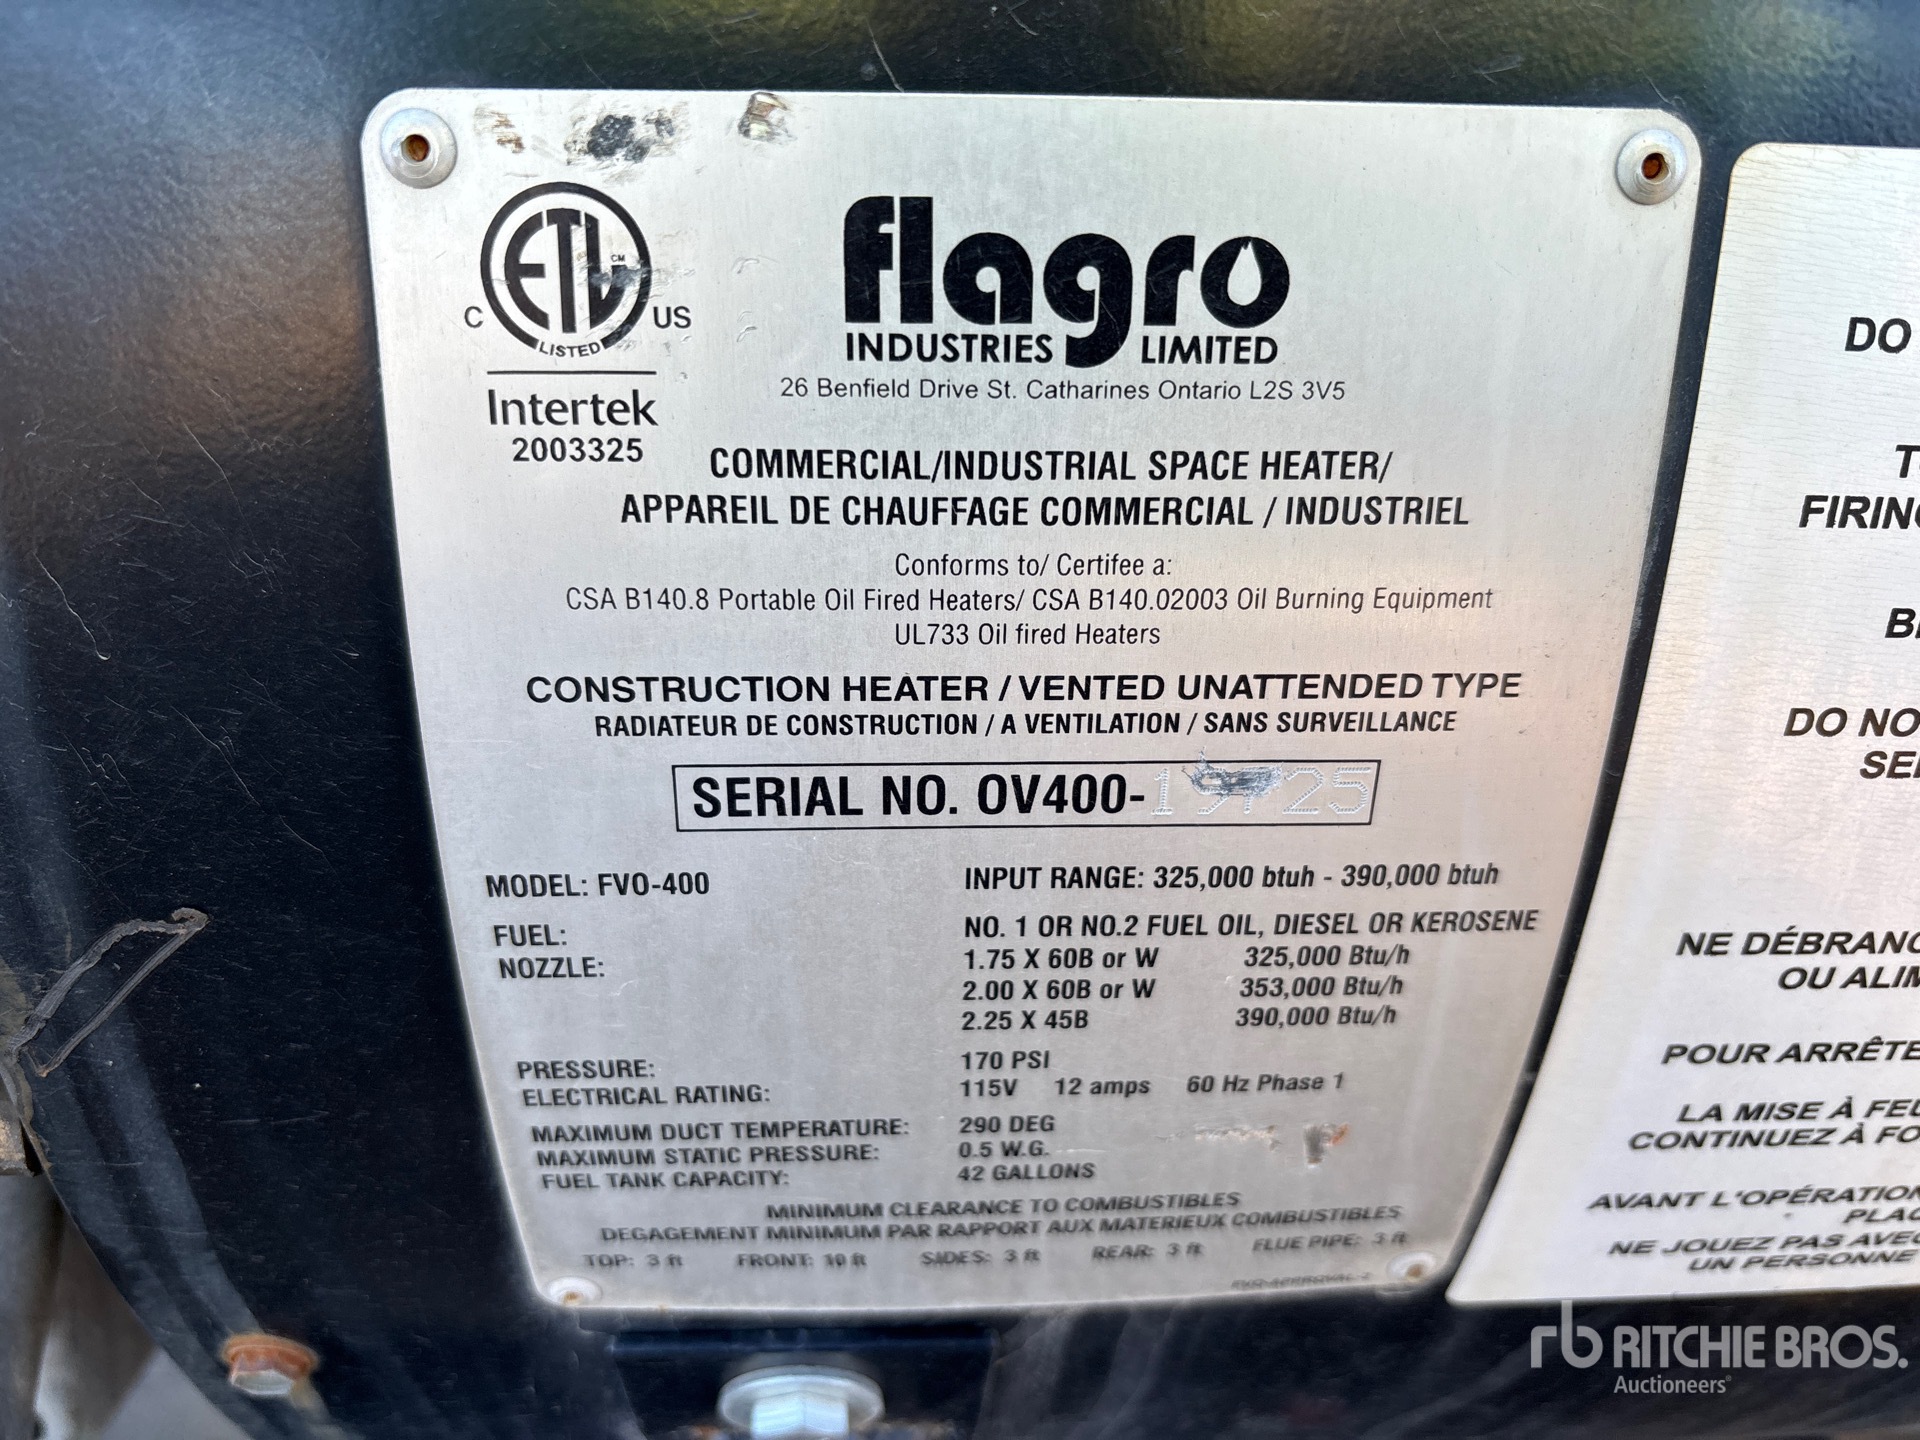 ETL CM
C US
LISTED
Intertek
2003325
flagro
INDUSTRIES LIMITED
26 Benfield Drive St. Catharines Ontario L2S 3V5
COMMERCIAL/INDUSTRIAL SPACE HEATER/
APPAREIL DE CHAUFFAGE COMMERCIAL / INDUSTRIEL
Conforms to/ Certifee a:
CSA B140.8 Portable Oil Fired Heaters/ CSA B140.02003 Oil Burning Equipment
UL733 Oil fired Heaters
CONSTRUCTION HEATER / VENTED UNATTENDED TYPE
RADIATEUR DE CONSTRUCTION / A VENTILATION / SANS SURVEILLANCE
SERIAL NO. OV400-
MODEL: FVO-400 INPUT RANGE: 325,000 btuh - 390,000 btuh
FUEL: NO. 1 OR NO.2 FUEL OIL, DIESEL OR KEROSENE
NOZZLE: 1.75 X 60B or W 325,000 Btu/h
2.00 X 60B or W 353,000 Btu/h
2.25 X 45B 390,000 Btu/h
PRESSURE: 170 PSI
ELECTRICAL RATING: 115V 12 amps 60 Hz Phase 1
MAXIMUM DUCT TEMPERATURE: 290 DEG
MAXIMUM STATIC PRESSURE: 0.5 W.G.
FUEL TANK CAPACITY: 42 GALLONS
MINIMUM CLEARANCE TO COMBUSTIBLES
DEGAGEMENT MINIMUM PAR RAPPORT AUX MATERIEUX COMBUSTIBLES
TOP: 3 ft FRONT: 10 ft SIDES: 3 ft REAR: 3 ft FLUE PIPE: 3 ft
DO
FIRING
DO NO
NE DÉBRANC
OU ALIM
POUR ARRÊTE
LA MISE À FEU
CONTINUEZ À FO
AVANT L'OPÉRATION
PLAC
NE JOUEZ PAS AVEC
UN PERSONNE
rb RITCHIE BROS.
Auctioneers